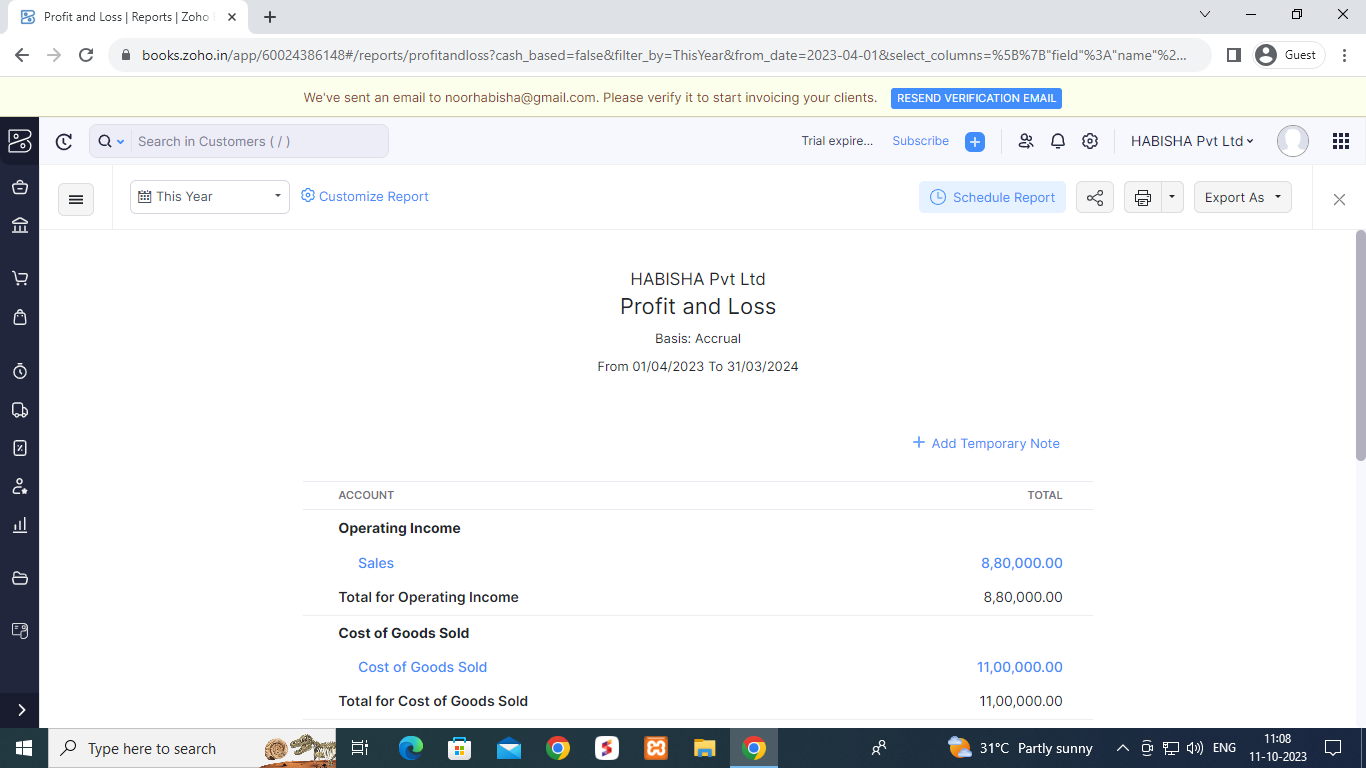 Profit and Loss | Reports | Zoho
books.zoho.in/app/60024386148#/reports/profitandloss?cash_based=false&filter_by=ThisYear&from_date=2023-04-01&select_columns=%5B%7B"field"%3A"name"%2...
Guest
We've sent an email to noorhabisha@gmail.com. Please verify it to start invoicing your clients. RESEND VERIFICATION EMAIL
Search in Customers ( / )
Trial expire... Subscribe HABISHA Pvt Ltd
This Year Customize Report Schedule Report Export As
HABISHA Pvt Ltd
Profit and Loss
Basis: Accrual
From 01/04/2023 To 31/03/2024
+ Add Temporary Note
ACCOUNT TOTAL
Operating Income
Sales 8,80,000.00
Total for Operating Income 8,80,000.00
Cost of Goods Sold
Cost of Goods Sold 11,00,000.00
Total for Cost of Goods Sold 11,00,000.00
Type here to search 31°C Partly sunny ENG 11:08
11-10-2023